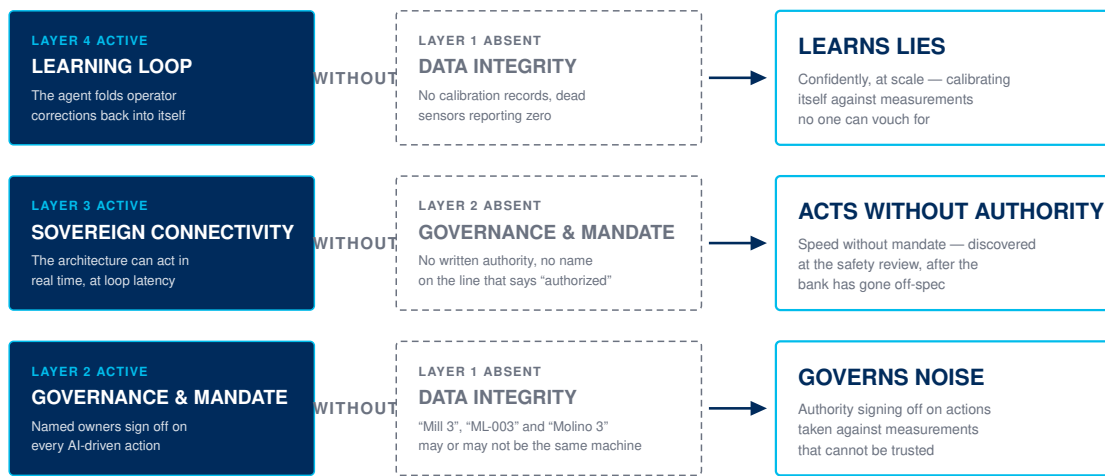 LAYER 4 ACTIVE
LEARNING LOOP
The agent folds operator
corrections back into itself
WITHOUT
LAYER 1 ABSENT
DATA INTEGRITY
No calibration records, dead
sensors reporting zero
LEARNS LIES
Confidently, at scale — calibrating
itself against measurements
no one can vouch for
LAYER 3 ACTIVE
SOVEREIGN CONNECTIVITY
The architecture can act in
real time, at loop latency
WITHOUT
LAYER 2 ABSENT
GOVERNANCE & MANDATE
No written authority, no name
on the line that says “authorized”
ACTS WITHOUT AUTHORITY
Speed without mandate — discovered
at the safety review, after the
bank has gone off-spec
LAYER 2 ACTIVE
GOVERNANCE & MANDATE
Named owners sign off on
every AI-driven action
WITHOUT
LAYER 1 ABSENT
DATA INTEGRITY
“Mill 3”, “ML-003” and “Molino 3”
may or may not be the same machine
GOVERNS NOISE
Authority signing off on actions
taken against measurements
that cannot be trusted